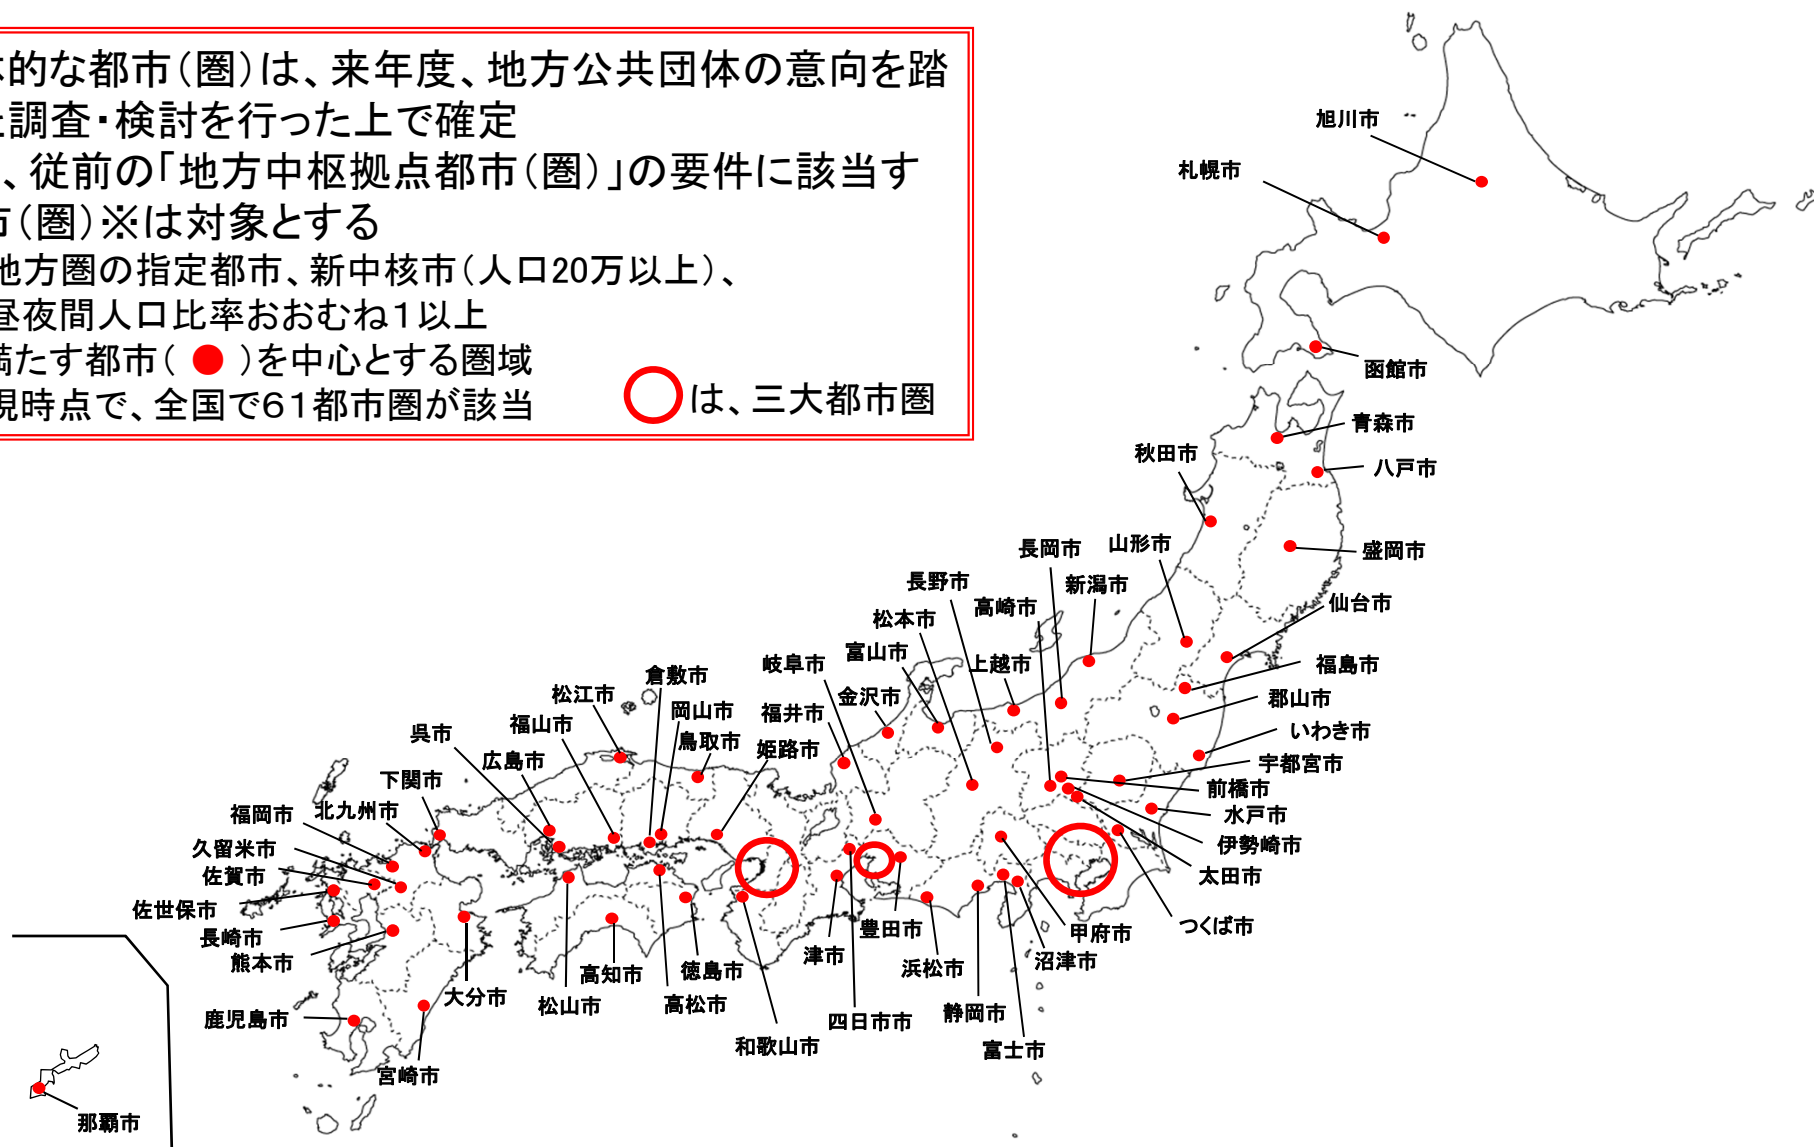 的な都市(圏)は、来年度、地方公共団体の意向を踏
調査・検討を行った上で確定
、従前の「地方中枢拠点都市(圏)」の要件に該当す
市(圏)※は対象とする
地方圏の指定都市、新中核市(人口20万以上)、
昼夜間人口比率おおむね1以上
満たす都市( ● )を中心とする圏域
現時点で、全国で61都市圏が該当
は、三大都市圏
旭川市
札幌市
函館市
青森市
秋田市
八戸市
長岡市
山形市
盛岡市
長野市
新潟市
高崎市
仙台市
松本市
富山市
上越市
岐阜市
福島市
倉敷市
松江市
金沢市
郡山市
福井市
岡山市
福山市
いわき市
呉市
鳥取市
姫路市
広島市
宇都宮市
下関市
前橋市
北九州市
福岡市
水戸市
久留米市
伊勢崎市
佐賀市
太田市
佐世保市
つくば市
豊田市
長崎市
甲府市
津市
熊本市
浜松市
沼津市
高知市
徳島市
大分市
松山市
高松市
静岡市
鹿児島市
四日市市
和歌山市
富士市
宮崎市
那覇市